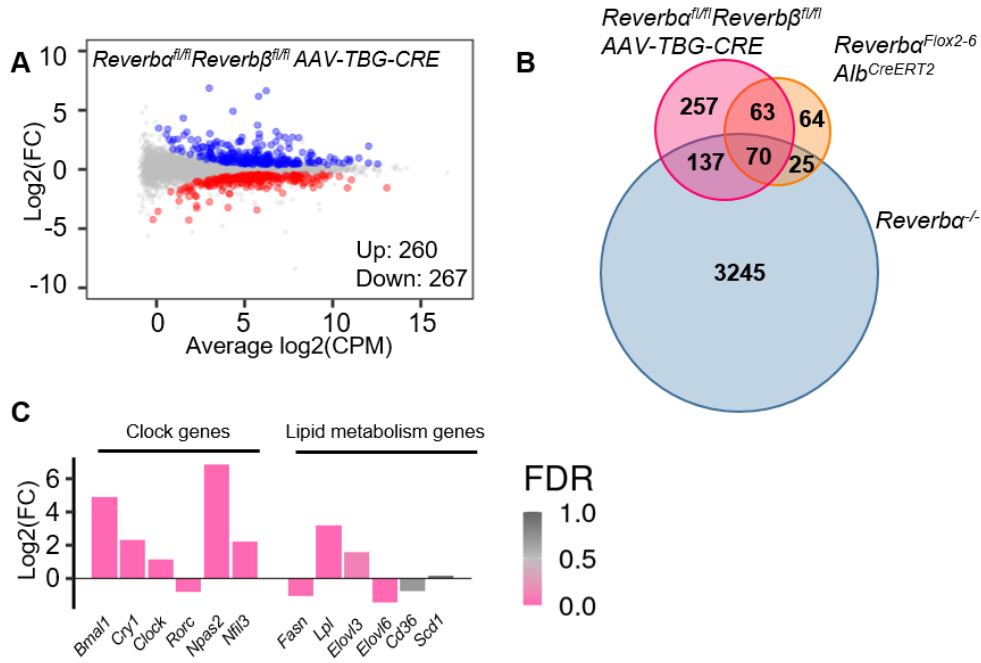 A
Reverbα^fl/fl Reverbβ^fl/fl AAV-TBG-CRE
10
5
0
-5
-10
Log2(FC)
Up: 260
Down: 267
0 5 10 15
Average log2(CPM)
B
Reverbα^fl/fl Reverbβ^fl/fl
AAV-TBG-CRE
Reverbα^Flox2-6
Alb^CreERT2
257 63 64
137 70 25
Reverbα^-/-
3245
C
Clock genes
Lipid metabolism genes
6
4
2
0
Log2(FC)
Bmal1
Cry1
Clock
Rorc
Npas2
Nfil3
Fasn
Lpl
Elovl3
Elovl6
Cd36
Scd1
FDR
1.0
0.5
0.0